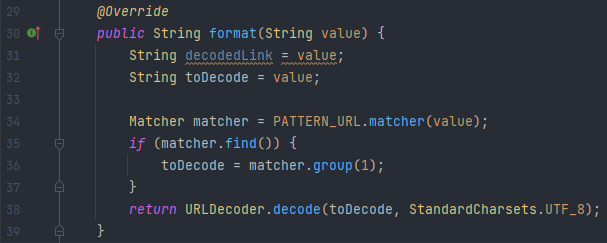 29 @Override
30 public String format(String value) {
31 String decodedLink = value;
32 String toDecode = value;
33
34 Matcher matcher = PATTERN_URL.matcher(value);
35 if (matcher.find()) {
36 toDecode = matcher.group(1);
37 }
38 return URLDecoder.decode(toDecode, StandardCharsets.UTF_8);
39 }